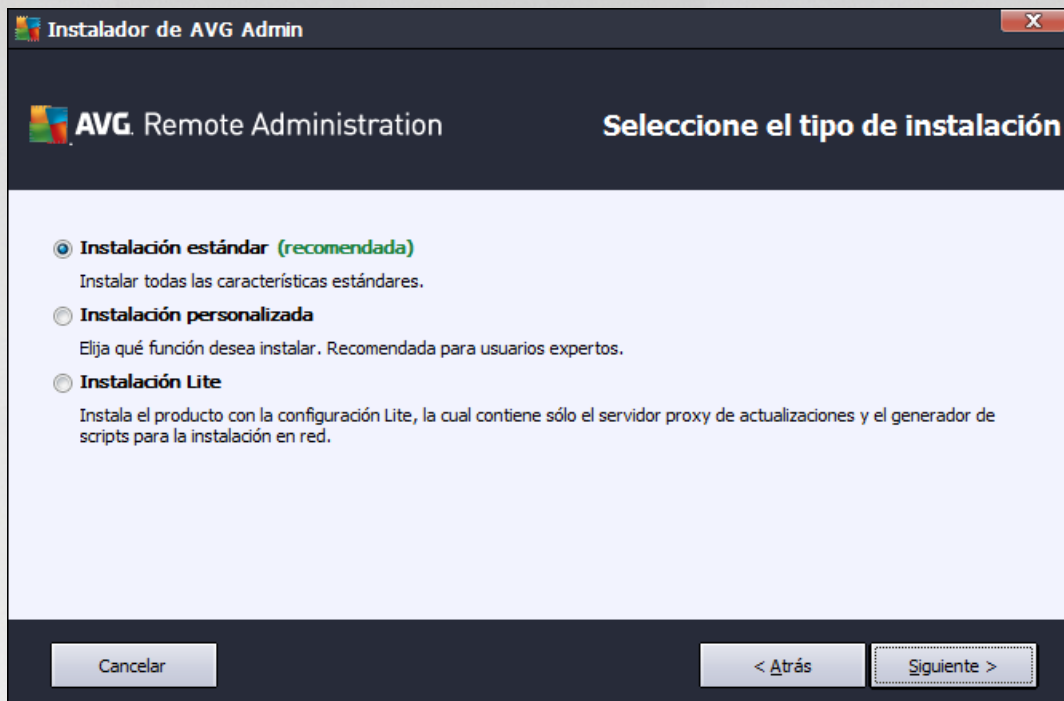 Instalador de AVG Admin
AVG. Remote Administration
Seleccione el tipo de instalación
Instalación estándar (recomendada)
Instalar todas las características estándares.
Instalación personalizada
Elija qué función desea instalar. Recomendada para usuarios expertos.
Instalación Lite
Instala el producto con la configuración Lite, la cual contiene sólo el servidor proxy de actualizaciones y el generador de
scripts para la instalación en red.
Cancelar
< Atrás
Siguiente >